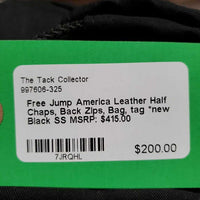 The Tack Collector
997606-325
Free Jump America Leather Half
Chaps, Back Zips, Bag, tag *new
Black SS MSRP: $415.00
7JRQHL
$200.00